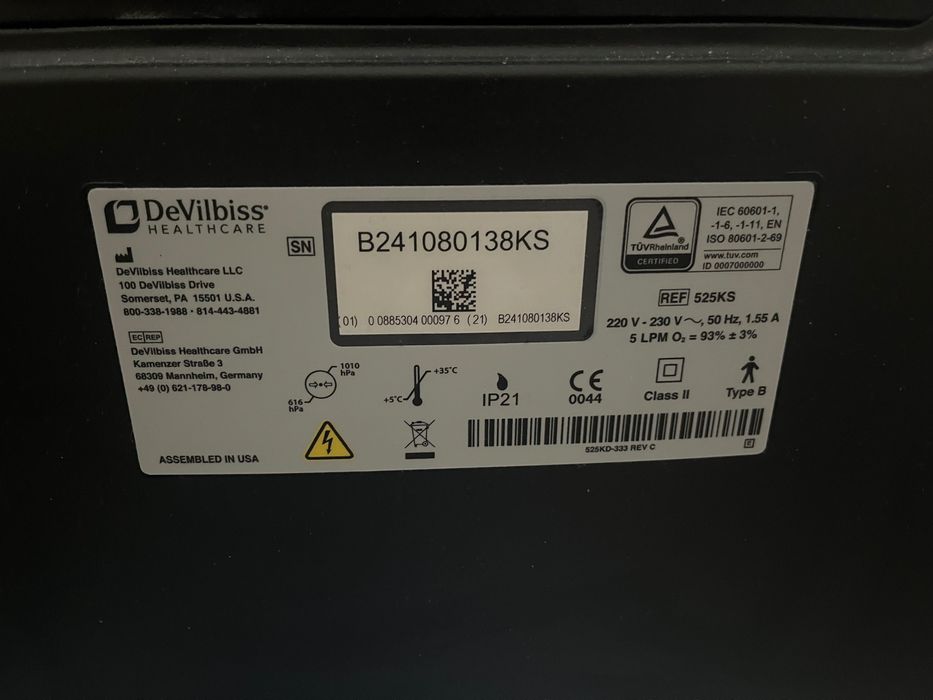 DeVilbiss®
HEALTHCARE
DeVilbiss Healthcare LLC
100 DeVilbiss Drive
Somerset, PA 15501 U.S.A.
800-338-1988 • 814-443-4881
EC REP
DeVilbiss Healthcare GmbH
Kamenzer Straße 3
68309 Mannheim, Germany
+49 (0) 621-178-98-0
ASSEMBLED IN USA
SN
B241080138KS
(01) 0 0885304 00097 6 (21) B241080138KS
TÜVRheinland
CERTIFIED
IEC 60601-1,
-1-6, -1-11, EN
ISO 80601-2-69
www.tuv.com
ID 0007000000
REF 525KS
220 V - 230 V ~, 50 Hz, 1.55 A
5 LPM O₂ = 93% ± 3%
1010
hPa
616
hPa
+35°C
+5°C
IP21
CE
0044
Class II
Type B
525KD-333 REV C
E